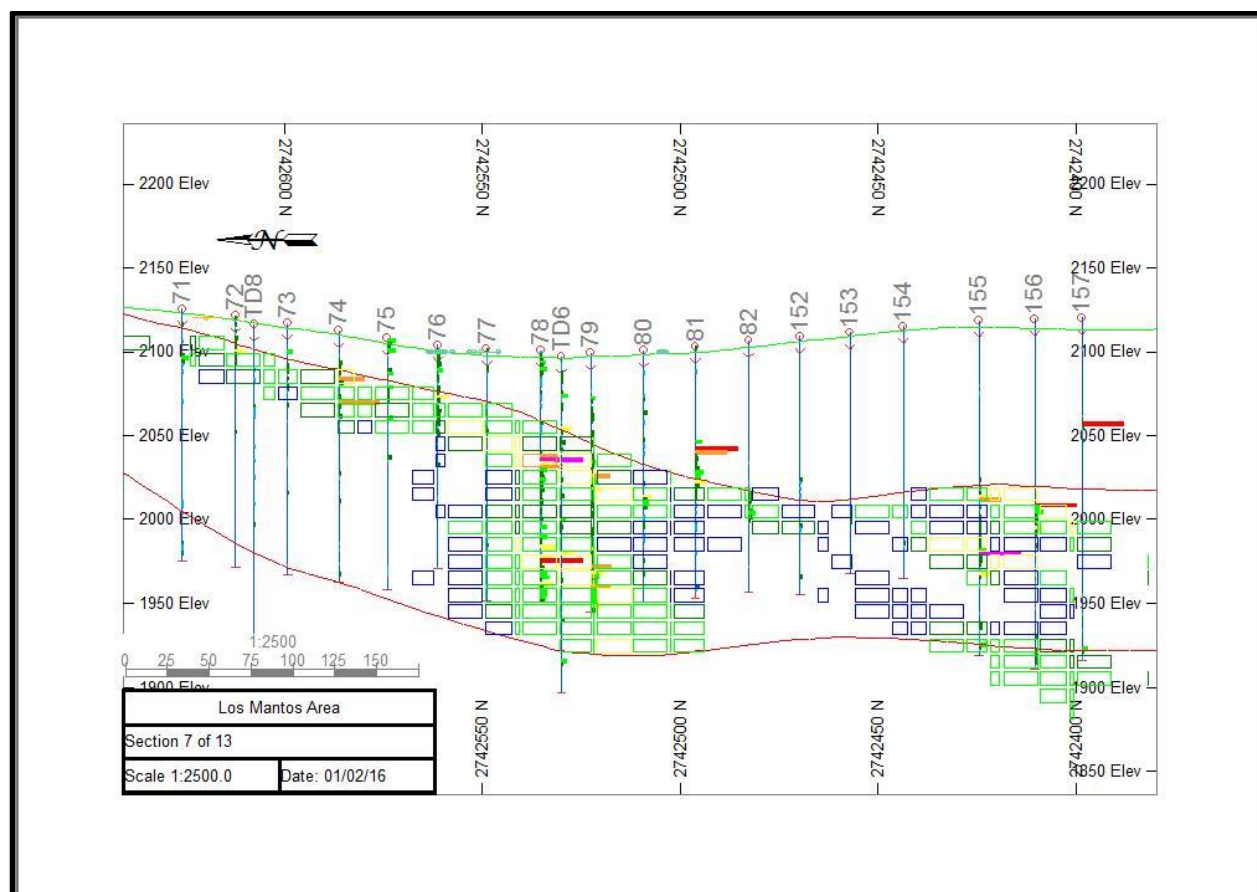 2742600 N
2742550 N
2742500 N
2742450 N
2742400 N
2200 Elev
2200 Elev
N
2150 Elev
2150 Elev
71
72
TD8
73
74
75
76
77
78
TD6
79
80
81
82
152
153
154
155
156
157
2100 Elev
2100 Elev
2050 Elev
2050 Elev
2000 Elev
2000 Elev
1950 Elev
1950 Elev
1:2500
0 25 50 75 100 125 150
1900 Elev
1900 Elev
Los Mantos Area
Section 7 of 13
Scale 1:2500.0
Date: 01/02/16
2742550 N
2742500 N
2742450 N
2742400 N
1850 Elev